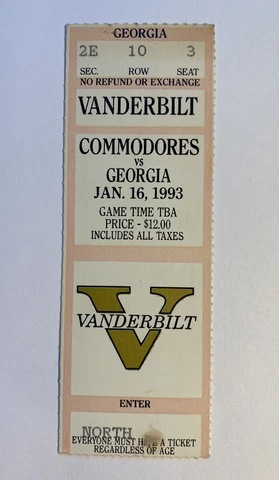 GEORGIA
2E 10 3
SEC. ROW SEAT
NO REFUND OR EXCHANGE
VANDERBILT
COMMODORES
VS
GEORGIA
JAN. 16, 1993
GAME TIME TBA
PRICE - $12.00
INCLUDES ALL TAXES
V
VANDERBILT
ENTER
NORTH
EVERYONE MUST HAVE A TICKET
REGARDLESS OF AGE